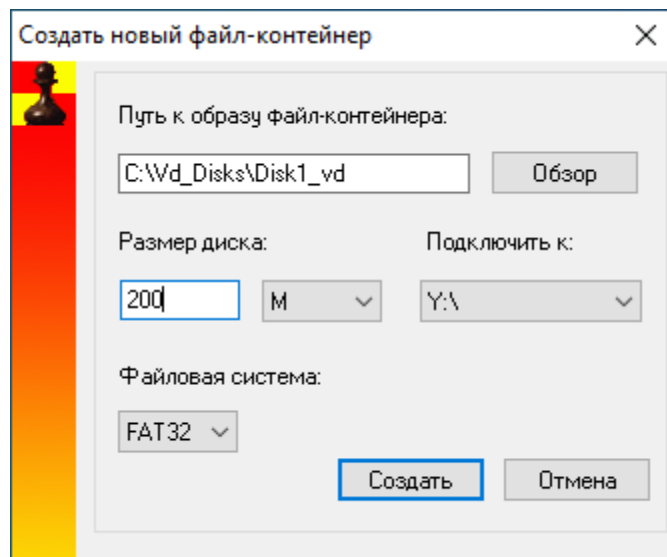 Создать новый файл-контейнер
Путь к образу файл-контейнера:
C:\Vd_Disks\Disk1_vd
Обзор
Размер диска: Подключить к:
200 M Y:\
Файловая система:
FAT32
Создать Отмена